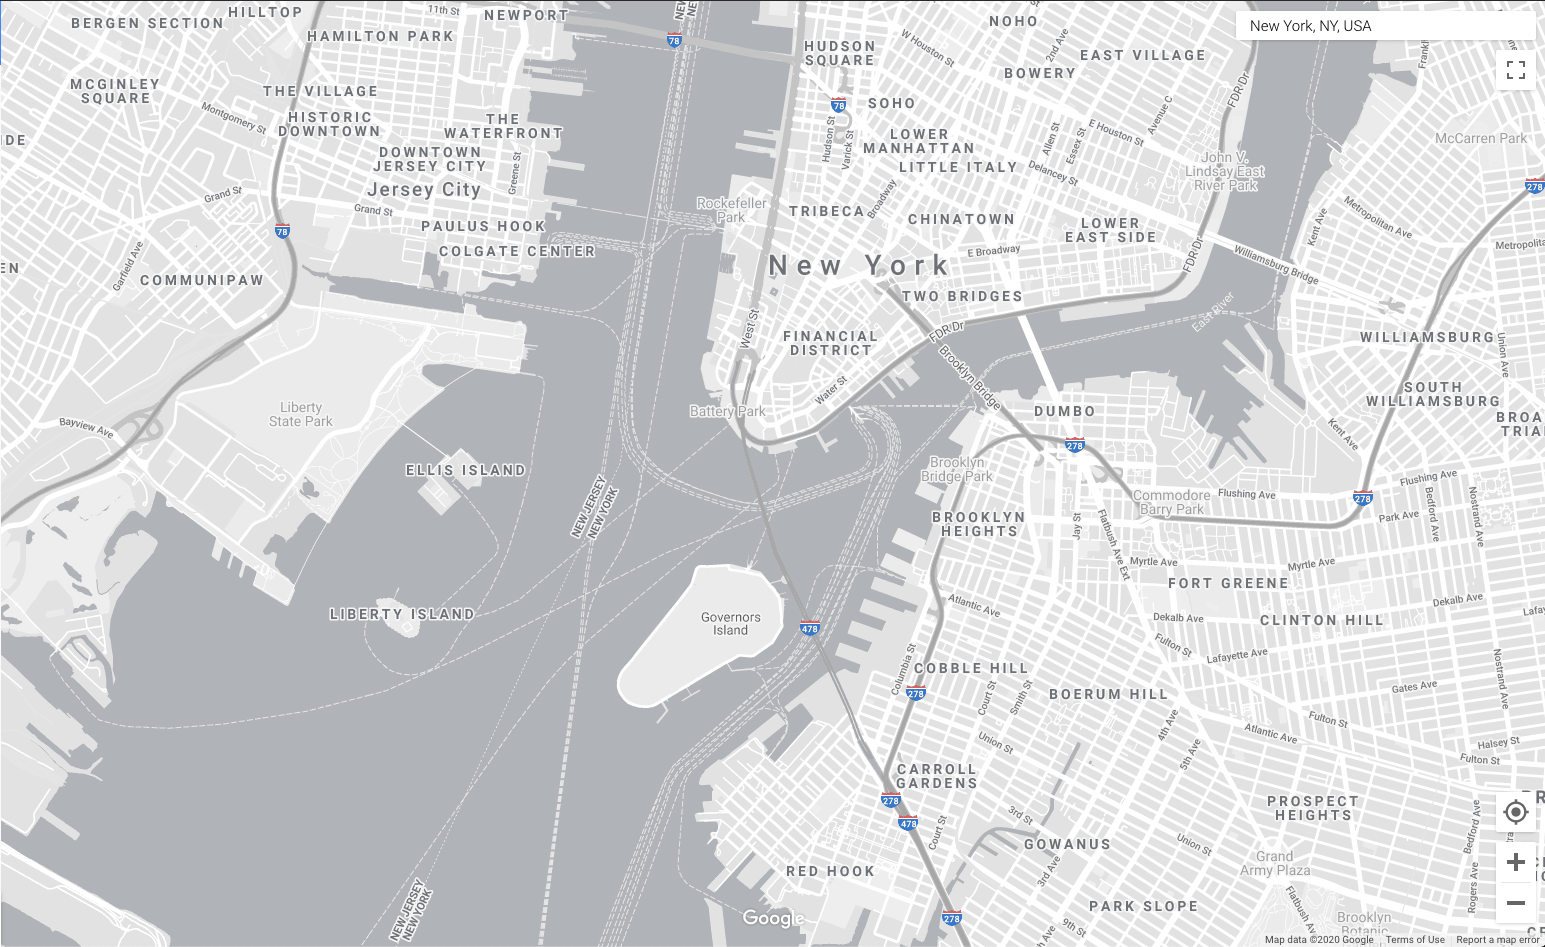 New York, NY, USA
HILLTOP
BERGEN SECTION
11th St
NEWPORT
HAMILTON PARK
78
NOHO
2nd Ave
W Houston St
HUDSON
SQUARE
EAST VILLAGE
BOWERY
FDR Dr
MCGINLEY
SQUARE
THE VILLAGE
Montgomery St
HISTORIC
DOWNTOWN
THE
WATERFRONT
78
SOHO
Hudson St
Varick St
LOWER
MANHATTAN
LITTLE ITALY
Allen St
Essex St
E Houston St
Avenue C
Delancey St
McCarren Park
DOWNTOWN
JERSEY CITY
Jersey City
Greene St
Grand St
Grand St
John V.
Lindsay East
River Park
278
Rockefeller
Park
TRIBECA
Broadway
CHINATOWN
LOWER
EAST SIDE
Kent Ave
Metropolitan Ave
Metropolita
78
PAULUS HOOK
COLGATE CENTER
Garfield Ave
COMMUNIPAW
E Broadway
FDR Dr
Williamsburg Bridge
New York
TWO BRIDGES
East River
West St
FINANCIAL
DISTRICT
FDR Dr
WILLIAMSBURG
Union Ave
Brooklyn Bridge
Water St
SOUTH
WILLIAMSBURG
Liberty
State Park
Battery Park
DUMBO
BROA
TRIA
Bayview Ave
Kent Ave
278
ELLIS ISLAND
Brooklyn
Bridge Park
Commodore
Barry Park
Flushing Ave
278
Flushing Ave
Bedford Ave
Nostrand Ave
NEW JERSEY
NEW YORK
BROOKLYN
HEIGHTS
Jay St
Flatbush Ave Ext
Park Ave
Myrtle Ave
Myrtle Ave
FORT GREENE
LIBERTY ISLAND
Governors
Island
478
Atlantic Ave
Dekalb Ave
CLINTON HILL
Dekalb Ave
Lafay
Fulton St
Lafayette Ave
Columbia St
COBBLE HILL
278
Court St
Smith St
BOERUM HILL
Gates Ave
Nostrand Ave
4th Ave
5th Ave
Fulton St
Atlantic Ave
Union St
Halsey St
Fulton St
CARROLL
GARDENS
278
478
3rd St
Court St
PROSPECT
HEIGHTS
Bedford Ave
GOWANUS
Union St
RED HOOK
3rd Ave
Grand
Army Plaza
Rogers Ave
NEW JERSEY
NEW YORK
PARK SLOPE
Flatbush Av
278
9th St
Brooklyn
Botanic
Google
Map data ©2020 Google
Terms of Use
Report a map error